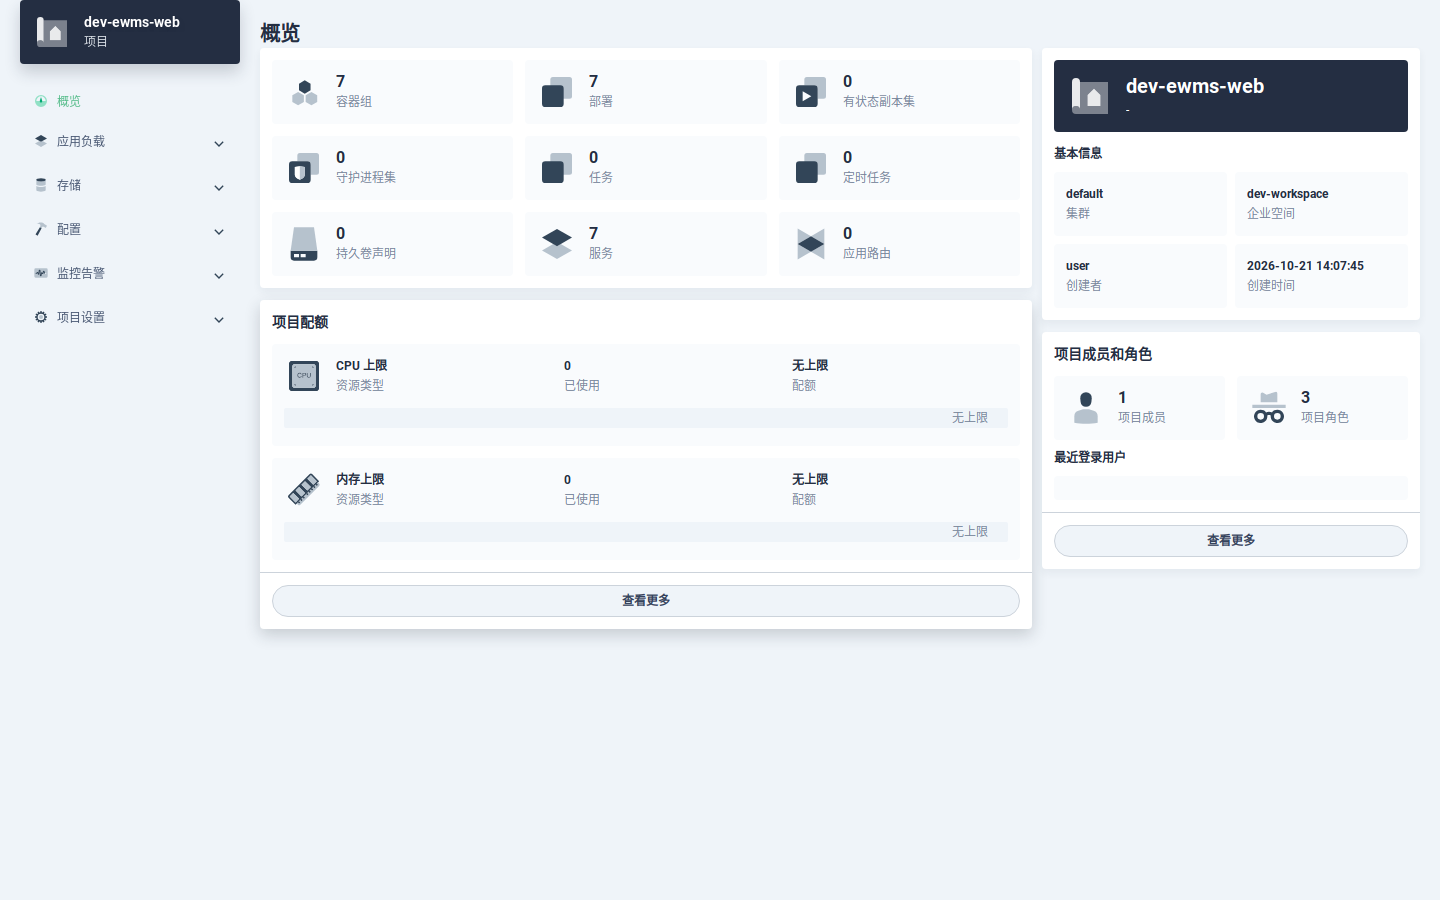 dev-ewms-web
项目
概览
应用负载
存储
配置
监控告警
项目设置
概览
7
容器组
7
部署
0
有状态副本集
0
守护进程集
0
任务
0
定时任务
0
持久卷声明
7
服务
0
应用路由
项目配额
CPU 上限
资源类型
0
已使用
无上限
配额
无上限
内存上限
资源类型
0
已使用
无上限
配额
无上限
查看更多
dev-ewms-web
-
基本信息
default
集群
dev-workspace
企业空间
user
创建者
2026-10-21 14:07:45
创建时间
项目成员和角色
1
项目成员
3
项目角色
最近登录用户
查看更多